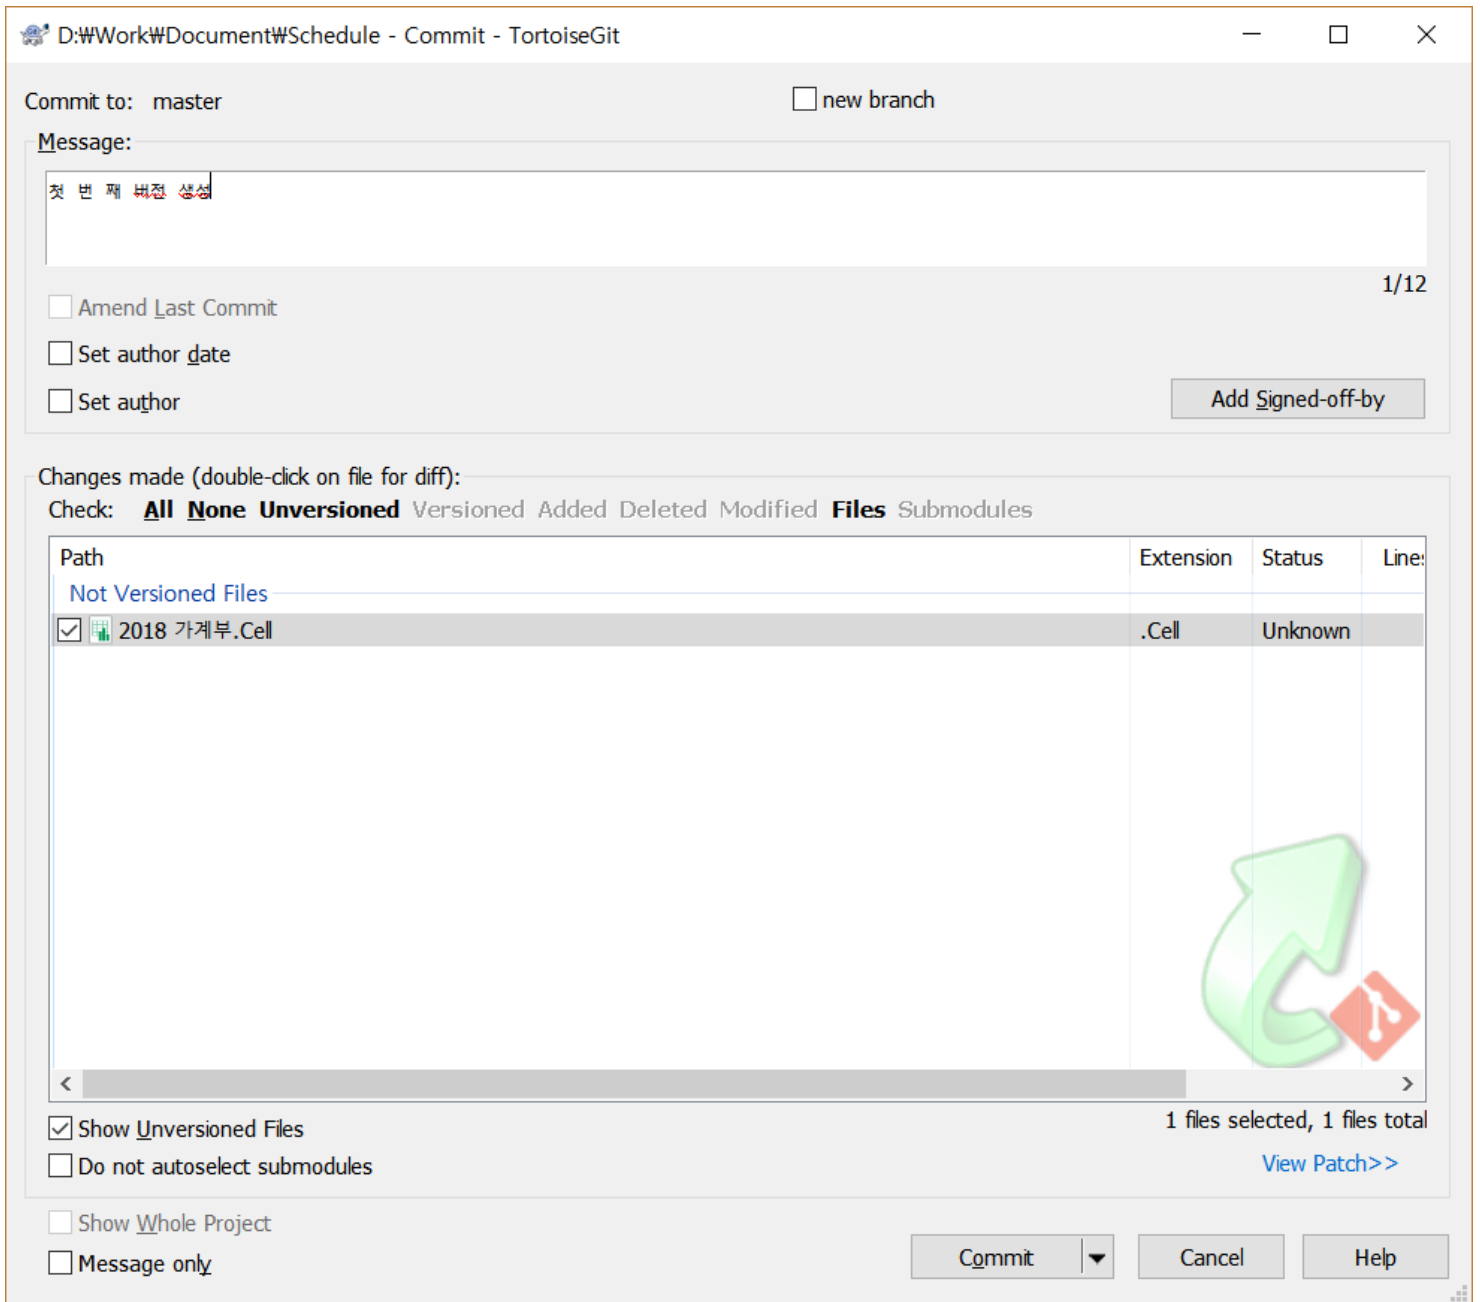 D:₩Work₩Document₩Schedule - Commit - TortoiseGit
Commit to: master
new branch
Message:
첫 번 째 버전 생성
1/12
Amend Last Commit
Set author date
Set author
Add Signed-off-by
Changes made (double-click on file for diff):
Check: All None Unversioned Versioned Added Deleted Modified Files Submodules
Path Extension Status Lines
Not Versioned Files
2018 가계부.Cell .Cell Unknown
Show Unversioned Files
1 files selected, 1 files total
Do not autoselect submodules
View Patch>>
Show Whole Project
Message only
Commit
Cancel
Help